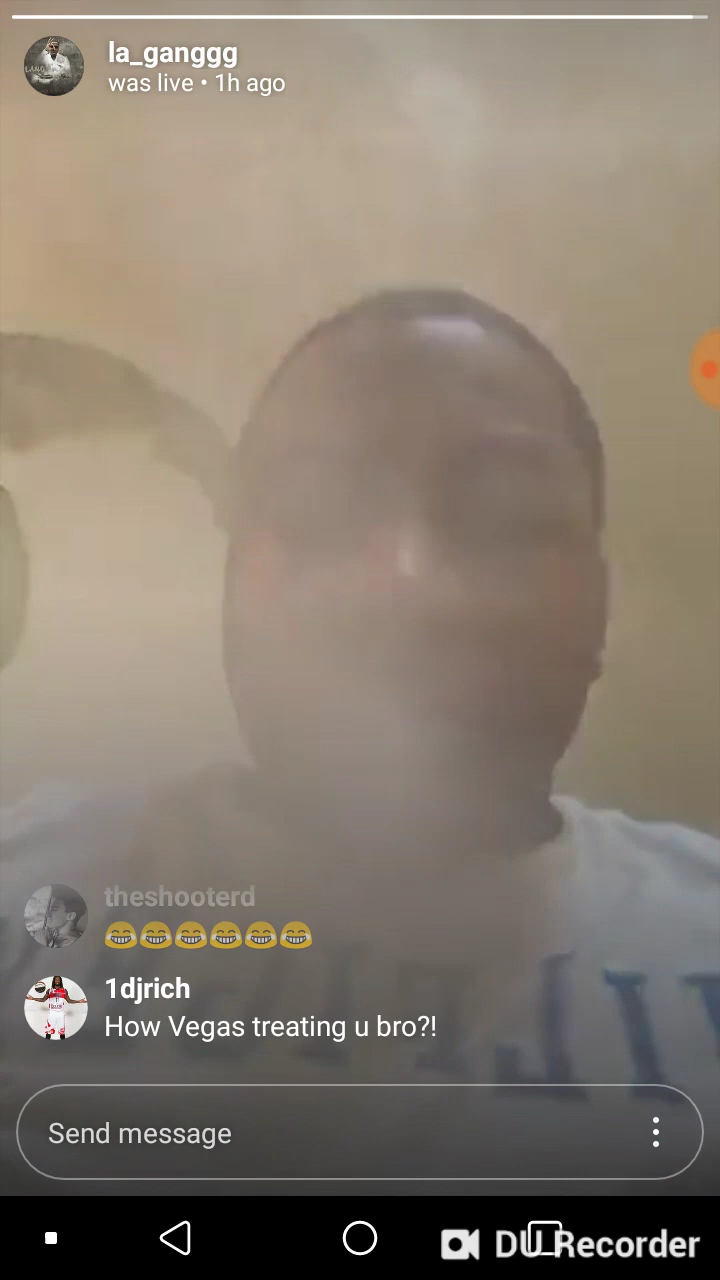 la_ganggg
was live • 1h ago
theshooterd
😂😂😂😂😂😂
1djrich
How Vegas treating u bro?!
Send message
DU Recorder